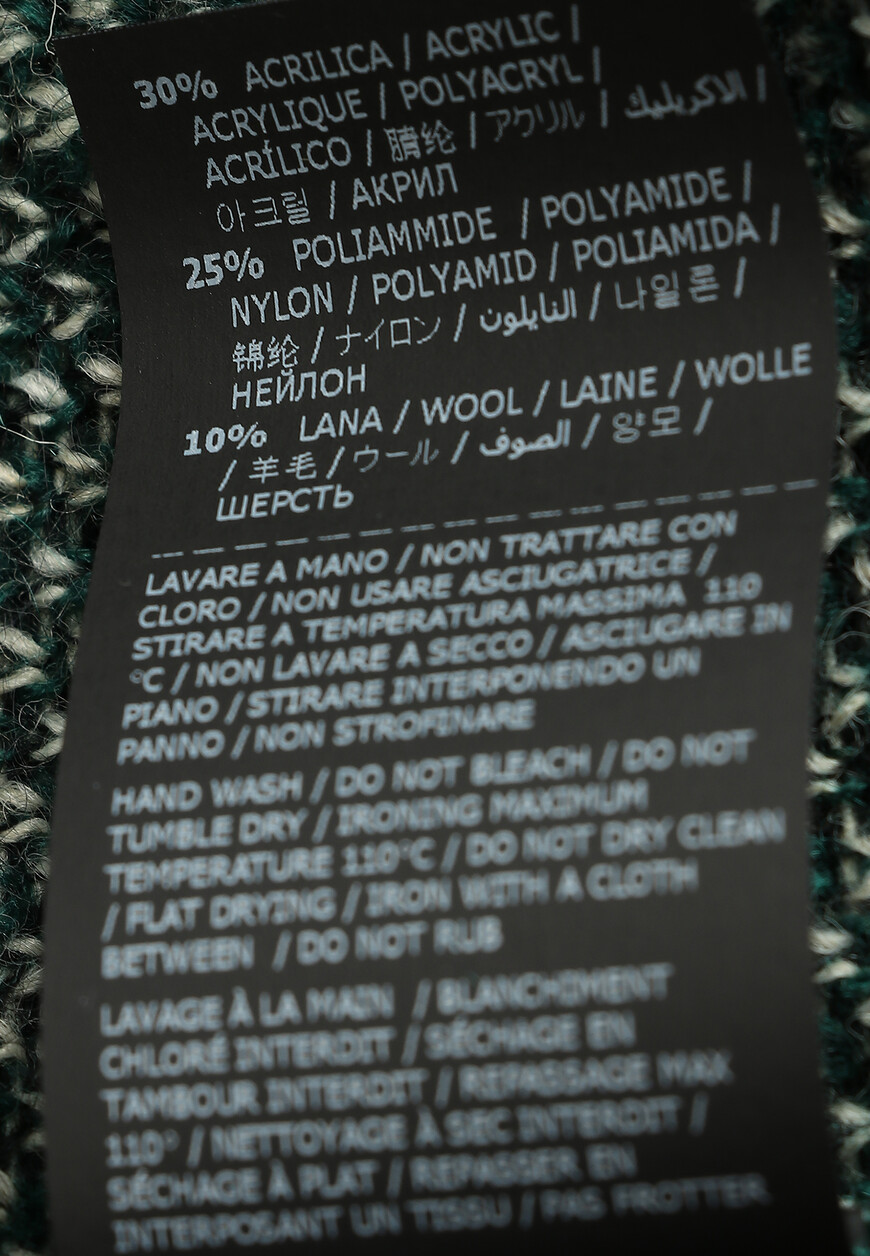 30% ACRILICA / ACRYLIC /
ACRYLIQUE / POLYACRYL /
ACRÍLICO / 腈纶 / アクリル / الاكريليك /
아크릴 / АКРИЛ
25% POLIAMMIDE / POLYAMIDE /
NYLON / POLYAMID / POLIAMIDA /
锦纶 / ナイロン / النايلون / 나일론 /
НЕЙЛОН
10% LANA / WOOL / LAINE / WOLLE
/ 羊毛 / ウール / الصوف / 양모 /
ШЕРСТЬ
LAVARE A MANO / NON TRATTARE CON
CLORO / NON USARE ASCIUGATRICE /
STIRARE A TEMPERATURA MASSIMA 110
°C / NON LAVARE A SECCO / ASCIUGARE IN
PIANO / STIRARE INTERPONENDO UN
PANNO / NON STROFINARE
HAND WASH / DO NOT BLEACH / DO NOT
TUMBLE DRY / IRONING MAXIMUM
TEMPERATURE 110°C / DO NOT DRY CLEAN
/ FLAT DRYING / IRON WITH A CLOTH
BETWEEN / DO NOT RUB
LAVAGE À LA MAIN / BLANCHIMENT
CHLORÉ INTERDIT / SÉCHAGE EN
TAMBOUR INTERDIT / REPASSAGE MAX
110° / NETTOYAGE À SEC INTERDIT /
SÉCHAGE À PLAT / REPASSER EN
INTERPOSANT UN TISSU / PAS FROTTER